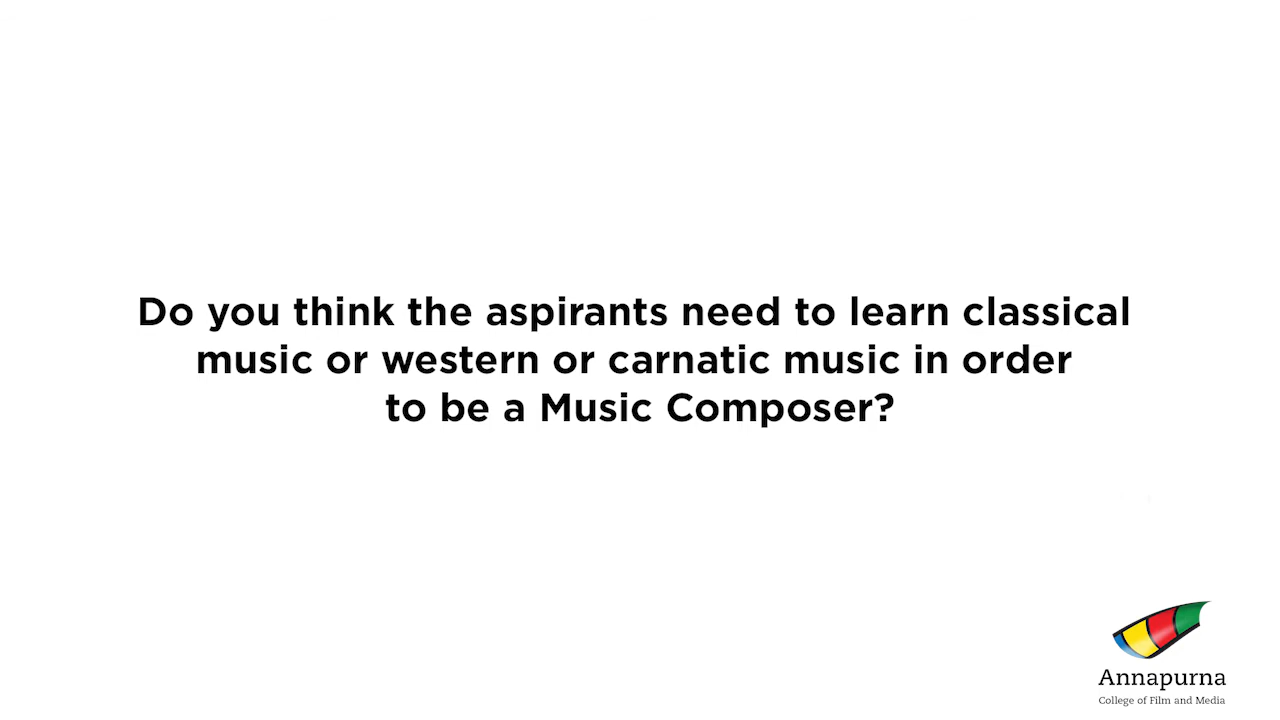 Do you think the aspirants need to learn classical
music or western or carnatic music in order
to be a Music Composer?
Annapurna
College of Film and Media